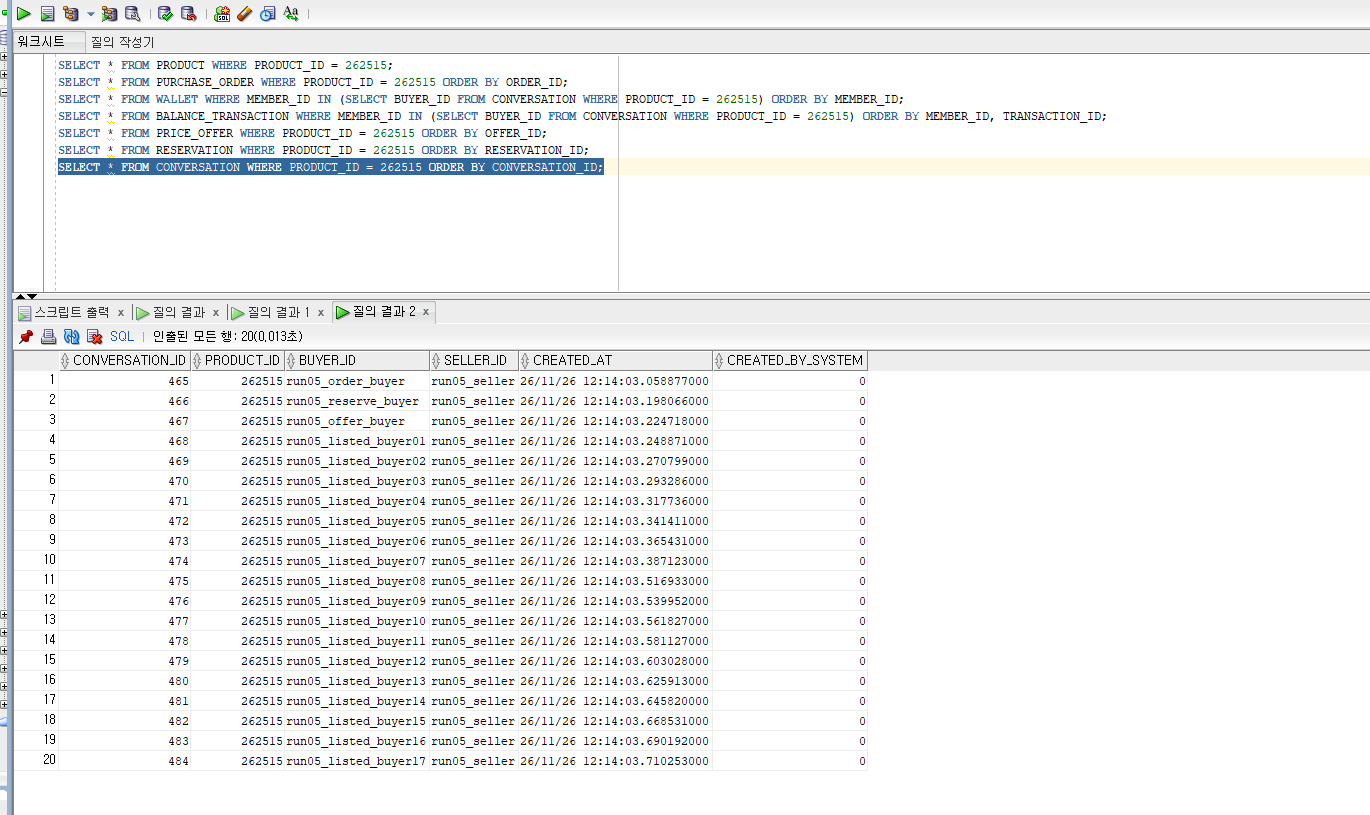 워크시트 질의 작성기
SELECT * FROM PRODUCT WHERE PRODUCT_ID = 262515;
SELECT * FROM PURCHASE_ORDER WHERE PRODUCT_ID = 262515 ORDER BY ORDER_ID;
SELECT * FROM WALLET WHERE MEMBER_ID IN (SELECT BUYER_ID FROM CONVERSATION WHERE PRODUCT_ID = 262515) ORDER BY MEMBER_ID;
SELECT * FROM BALANCE_TRANSACTION WHERE MEMBER_ID IN (SELECT BUYER_ID FROM CONVERSATION WHERE PRODUCT_ID = 262515) ORDER BY MEMBER_ID, TRANSACTION_ID;
SELECT * FROM PRICE_OFFER WHERE PRODUCT_ID = 262515 ORDER BY OFFER_ID;
SELECT * FROM RESERVATION WHERE PRODUCT_ID = 262515 ORDER BY RESERVATION_ID;
SELECT * FROM CONVERSATION WHERE PRODUCT_ID = 262515 ORDER BY CONVERSATION_ID;
스크립트 출력 x 질의 결과 x 질의 결과 1 x 질의 결과 2 x
SQL 인출된 모든 행: 20(0,013초)
CONVERSATION_ID PRODUCT_ID BUYER_ID SELLER_ID CREATED_AT CREATED_BY_SYSTEM
1 465 262515 run05_order_buyer run05_seller 26/11/26 12:14:03.058877000 0
2 466 262515 run05_reserve_buyer run05_seller 26/11/26 12:14:03.198066000 0
3 467 262515 run05_offer_buyer run05_seller 26/11/26 12:14:03.224718000 0
4 468 262515 run05_listed_buyer01 run05_seller 26/11/26 12:14:03.248871000 0
5 469 262515 run05_listed_buyer02 run05_seller 26/11/26 12:14:03.270799000 0
6 470 262515 run05_listed_buyer03 run05_seller 26/11/26 12:14:03.293286000 0
7 471 262515 run05_listed_buyer04 run05_seller 26/11/26 12:14:03.317736000 0
8 472 262515 run05_listed_buyer05 run05_seller 26/11/26 12:14:03.341411000 0
9 473 262515 run05_listed_buyer06 run05_seller 26/11/26 12:14:03.365431000 0
10 474 262515 run05_listed_buyer07 run05_seller 26/11/26 12:14:03.387123000 0
11 475 262515 run05_listed_buyer08 run05_seller 26/11/26 12:14:03.516933000 0
12 476 262515 run05_listed_buyer09 run05_seller 26/11/26 12:14:03.539952000 0
13 477 262515 run05_listed_buyer10 run05_seller 26/11/26 12:14:03.561827000 0
14 478 262515 run05_listed_buyer11 run05_seller 26/11/26 12:14:03.581127000 0
15 479 262515 run05_listed_buyer12 run05_seller 26/11/26 12:14:03.603028000 0
16 480 262515 run05_listed_buyer13 run05_seller 26/11/26 12:14:03.625913000 0
17 481 262515 run05_listed_buyer14 run05_seller 26/11/26 12:14:03.645820000 0
18 482 262515 run05_listed_buyer15 run05_seller 26/11/26 12:14:03.668531000 0
19 483 262515 run05_listed_buyer16 run05_seller 26/11/26 12:14:03.690192000 0
20 484 262515 run05_listed_buyer17 run05_seller 26/11/26 12:14:03.710253000 0